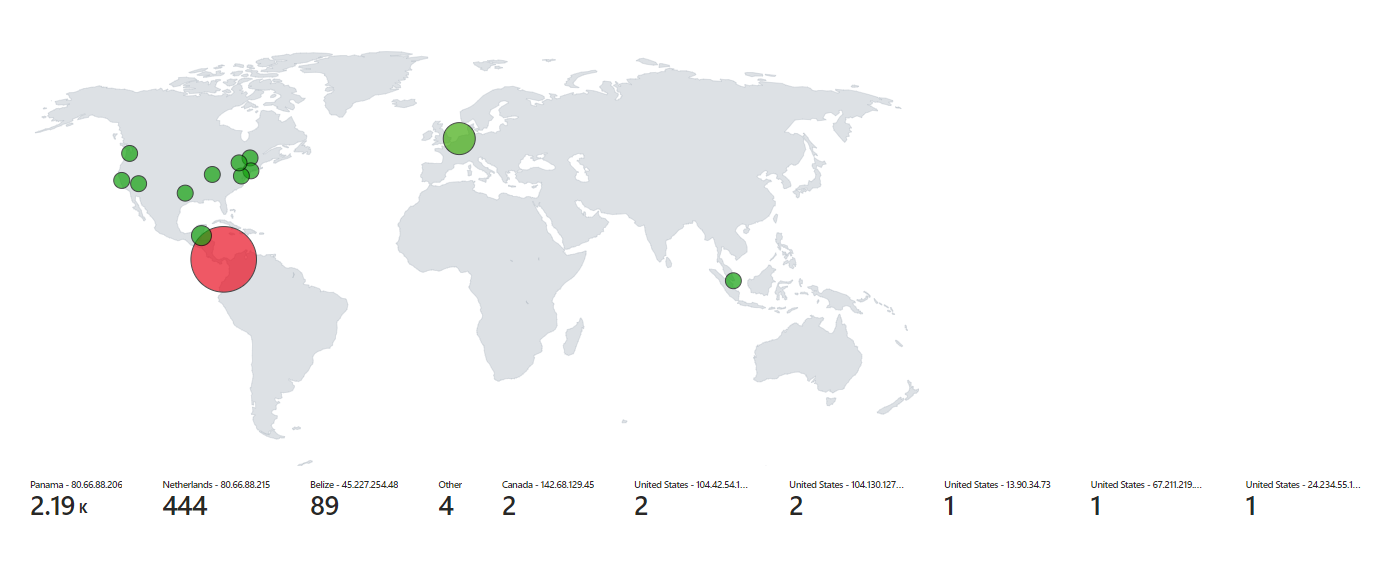 Panama - 80.66.88.206 Netherlands - 80.66.88.215 Belize - 45.227.254.48 Other Canada - 142.68.129.45 United States - 104.42.54.1... United States - 104.130.127... United States - 13.90.34.73 United States - 67.211.219.... United States - 24.234.55.1...
2.19 K 444 89 4 2 2 2 1 1 1